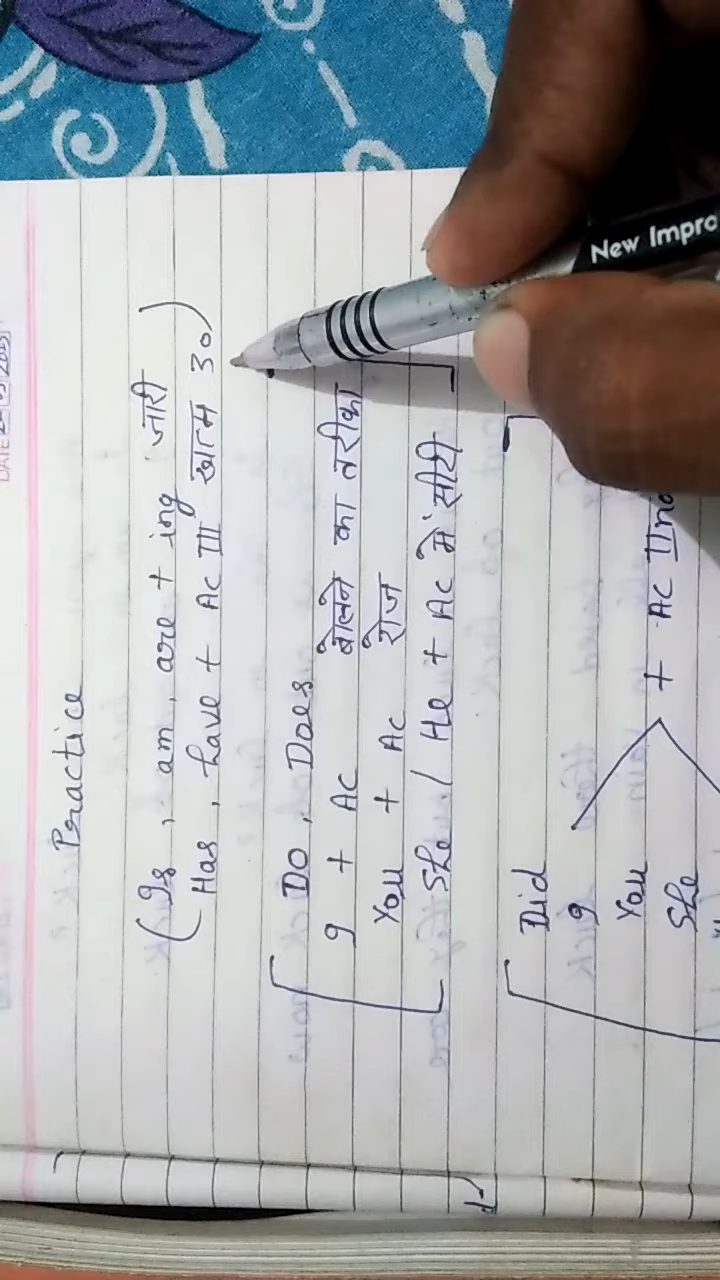 Practice
(Is, am, are + ing जारी)
Has, have + Ac III खत्म 30)
Do, Does
I + Ac बोलने का तरीका
You + Ac रोज
She / He + Ac में सीधी
Did
I
You + Ac IInd
She
New Impro
DATE